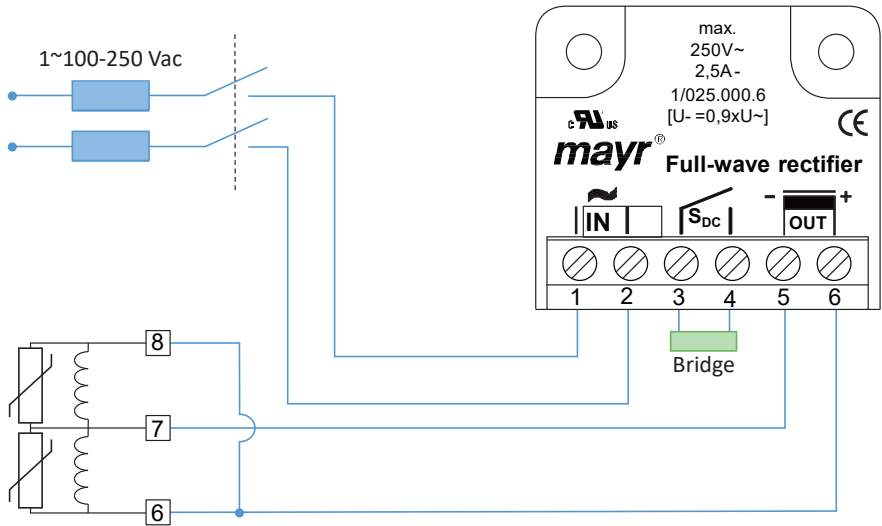 1~100-250 Vac
max.
250V~
2,5A-
1/025.000.6
[U- =0,9xU~]
c RU us
CE
mayr®
Full-wave rectifier
~
- +
IN
SDC
OUT
1 2 3 4 5 6
Bridge
8
7
6